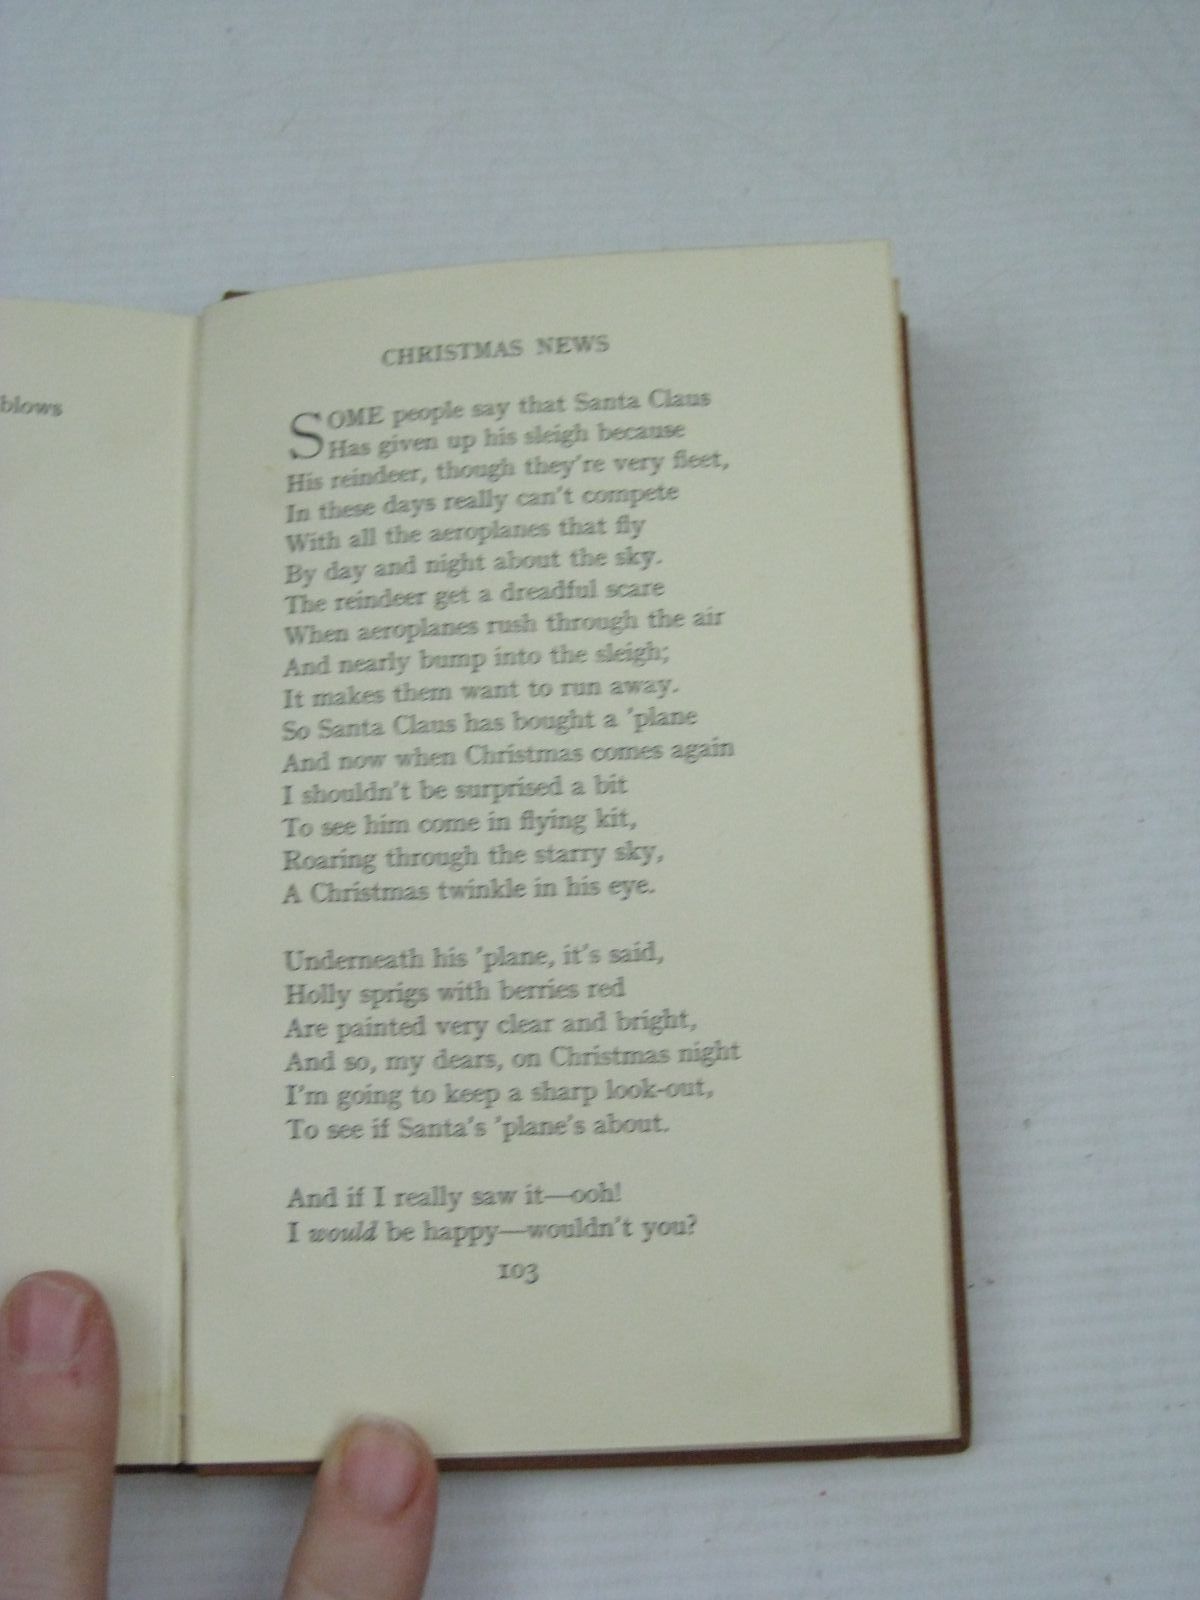 blows
CHRISTMAS NEWS
SOME people say that Santa Claus
Has given up his sleigh because
His reindeer, though they're very fleet,
In these days really can't compete
With all the aeroplanes that fly
By day and night about the sky.
The reindeer get a dreadful scare
When aeroplanes rush through the air
And nearly bump into the sleigh;
It makes them want to run away.
So Santa Claus has bought a 'plane
And now when Christmas comes again
I shouldn't be surprised a bit
To see him come in flying kit,
Roaring through the starry sky,
A Christmas twinkle in his eye.
Underneath his 'plane, it's said,
Holly sprigs with berries red
Are painted very clear and bright,
And so, my dears, on Christmas night
I'm going to keep a sharp look-out,
To see if Santa's 'plane's about.
And if I really saw it—ooh!
I would be happy—wouldn't you?
103